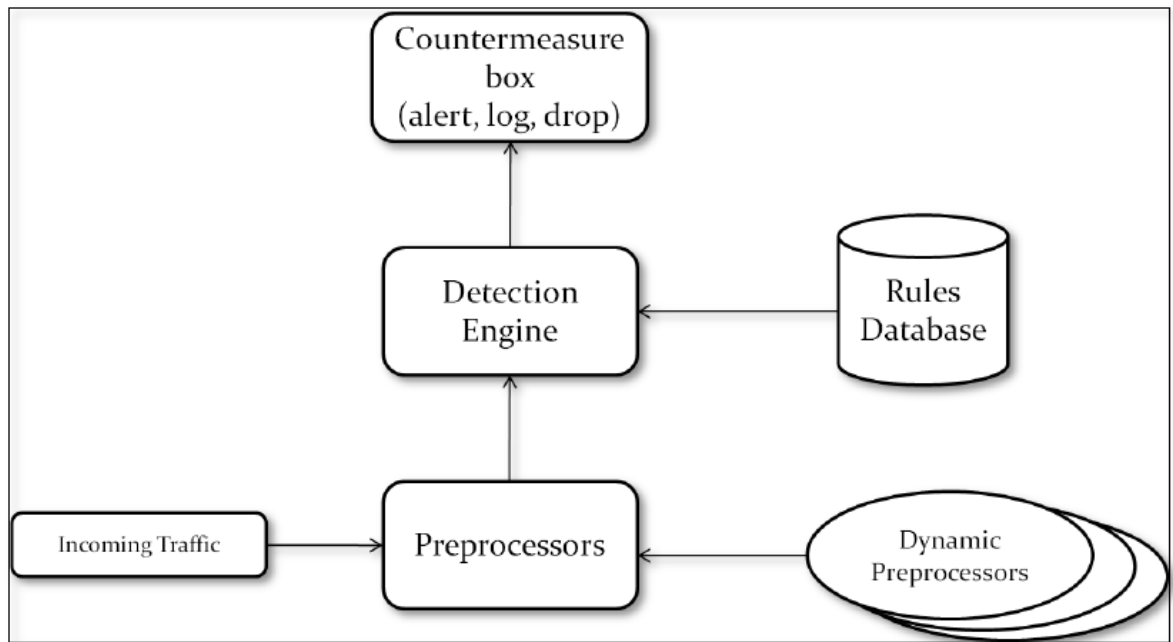 Countermeasure
box
(alert, log, drop)
Detection
Engine
Rules
Database
Incoming Traffic
Preprocessors
Dynamic
Preprocessors